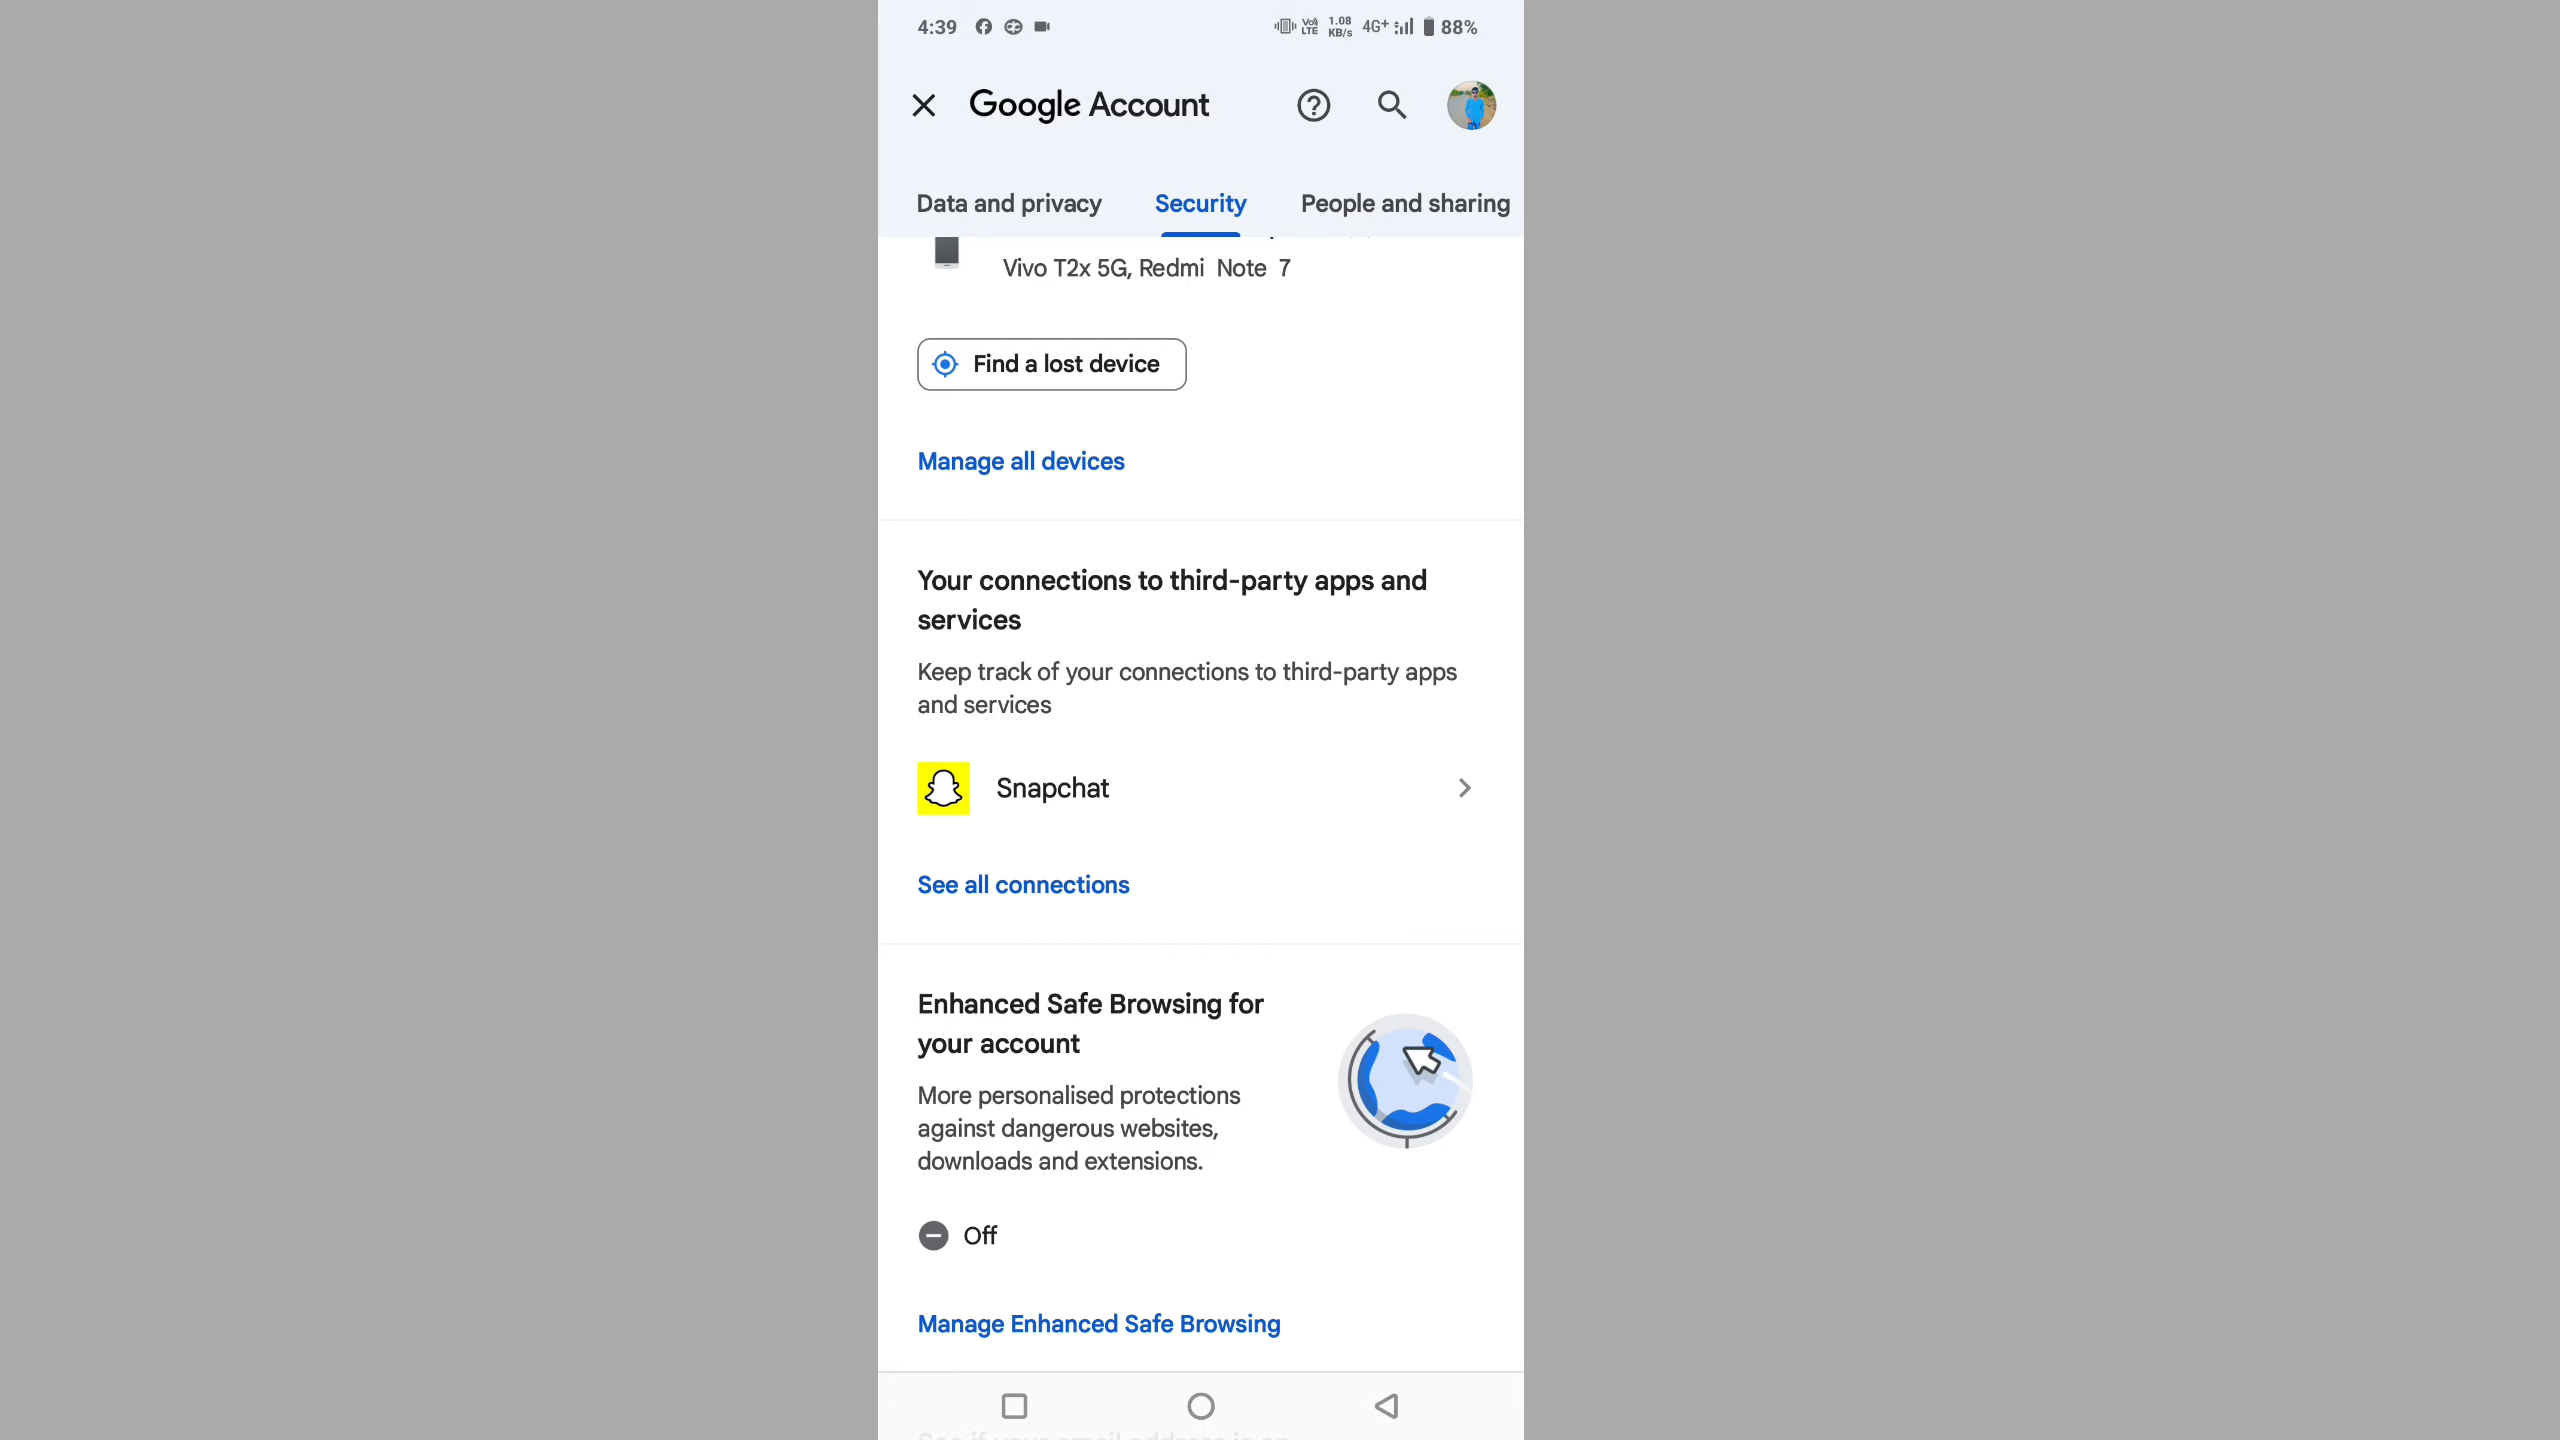 4:39
Vo) LTE 1.08 KB/s 4G+ 88%
Google Account
Data and privacy Security People and sharing
Vivo T2x 5G, Redmi Note 7
Find a lost device
Manage all devices
Your connections to third-party apps and
services
Keep track of your connections to third-party apps
and services
Snapchat
See all connections
Enhanced Safe Browsing for
your account
More personalised protections
against dangerous websites,
downloads and extensions.
Off
Manage Enhanced Safe Browsing